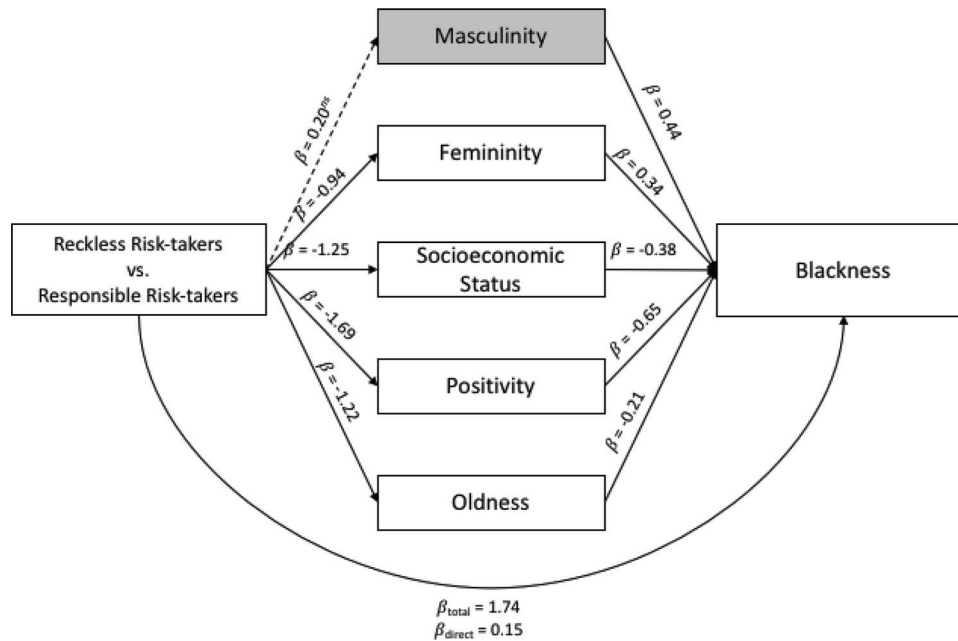 Masculinity
β = 0.20ⁿˢ
β = 0.44
Femininity
β = -0.94
β = 0.34
Reckless Risk-takers
vs.
Responsible Risk-takers
β = -1.25
Socioeconomic
Status
β = -0.38
Blackness
β = -1.69
Positivity
β = -0.65
β = -1.22
Oldness
β = -0.21
β_total = 1.74
β_direct = 0.15